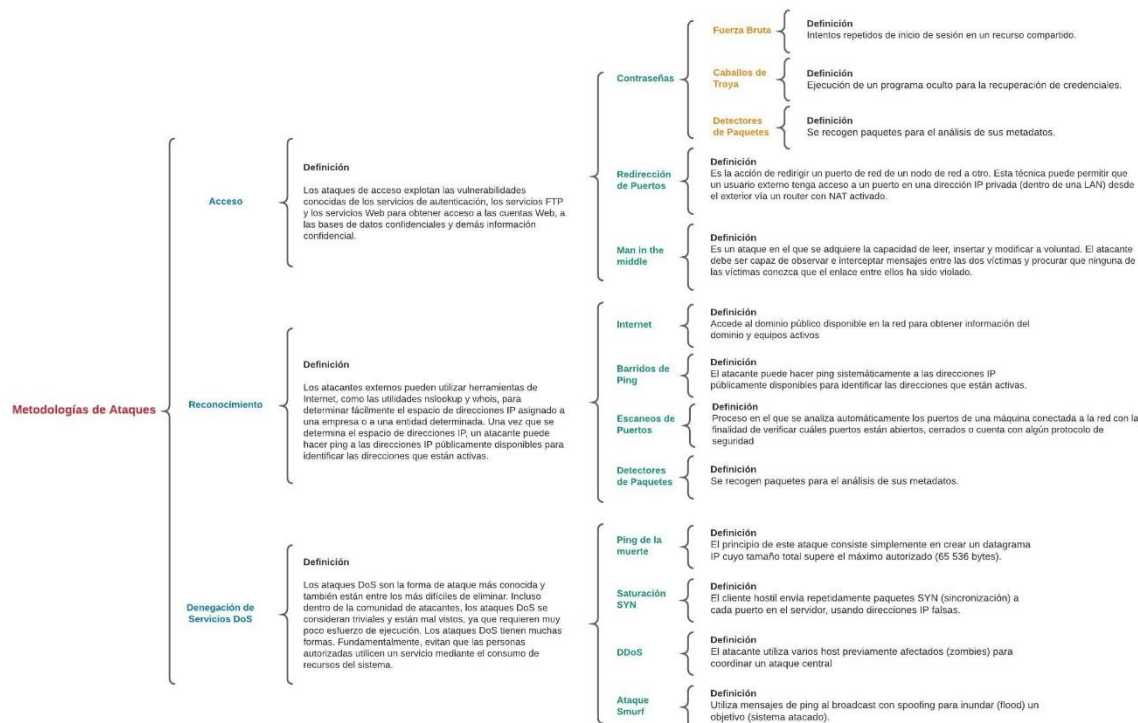 Metodologías de Ataques
Acceso
Definición
Los ataques de acceso explotan las vulnerabilidades
conocidas de los servicios de autenticación, los servicios FTP
y los servicios Web para obtener acceso a las cuentas Web, a
las bases de datos confidenciales y demás información
confidencial.
Contraseñas
Fuerza Bruta
Definición
Intentos repetidos de inicio de sesión en un recurso compartido.
Caballos de
Troya
Definición
Ejecución de un programa oculto para la recuperación de credenciales.
Detectores
de Paquetes
Definición
Se recogen paquetes para el análisis de sus metadatos.
Redirección
de Puertos
Definición
Es la acción de redirigir un puerto de red de un nodo de red a otro. Esta técnica puede permitir que
un usuario externo tenga acceso a un puerto en una dirección IP privada (dentro de una LAN) desde
el exterior vía un router con NAT activado.
Man in the
middle
Definición
Es un ataque en el que se adquiere la capacidad de leer, insertar y modificar a voluntad. El atacante
debe ser capaz de observar e interceptar mensajes entre las dos víctimas y procurar que ninguna de
las víctimas conozca que el enlace entre ellos ha sido violado.
Reconocimiento
Definición
Los atacantes externos pueden utilizar herramientas de
Internet, como las utilidades nslookup y whois, para
determinar fácilmente el espacio de direcciones IP asignado a
una empresa o a una entidad determinada. Una vez que se
determina el espacio de direcciones IP, un atacante puede
hacer ping a las direcciones IP públicamente disponibles para
identificar las direcciones que están activas.
Internet
Definición
Accede al dominio público disponible en la red para obtener información del
dominio y equipos activos
Barridos de
Ping
Definición
El atacante puede hacer ping sistemáticamente a las direcciones IP
públicamente disponibles para identificar las direcciones que están activas.
Escaneos de
Puertos
Definición
Proceso en el que se analiza automáticamente los puertos de una máquina conectada a la red con la
finalidad de verificar cuáles puertos están abiertos, cerrados o cuenta con algún protocolo de
seguridad
Detectores
de Paquetes
Definición
Se recogen paquetes para el análisis de sus metadatos.
Denegación de
Servicios DoS
Definición
Los ataques DoS son la forma de ataque más conocida y
también están entre los más difíciles de eliminar. Incluso
dentro de la comunidad de atacantes, los ataques DoS se
consideran triviales y están mal vistos, ya que requieren muy
poco esfuerzo de ejecución. Los ataques DoS tienen muchas
formas. Fundamentalmente, evitan que las personas
autorizadas utilicen un servicio mediante el consumo de
recursos del sistema.
Ping de la
muerte
Definición
El principio de este ataque consiste simplemente en crear un datagrama
IP cuyo tamaño total supere el máximo autorizado (65 536 bytes).
Saturación
SYN
Definición
El cliente hostil envía repetidamente paquetes SYN (sincronización) a
cada puerto en el servidor, usando direcciones IP falsas.
DDoS
Definición
El atacante utiliza varios host previamente afectados (zombies) para
coordinar un ataque central
Ataque
Smurf
Definición
Utiliza mensajes de ping al broadcast con spoofing para inundar (flood) un
objetivo (sistema atacado).